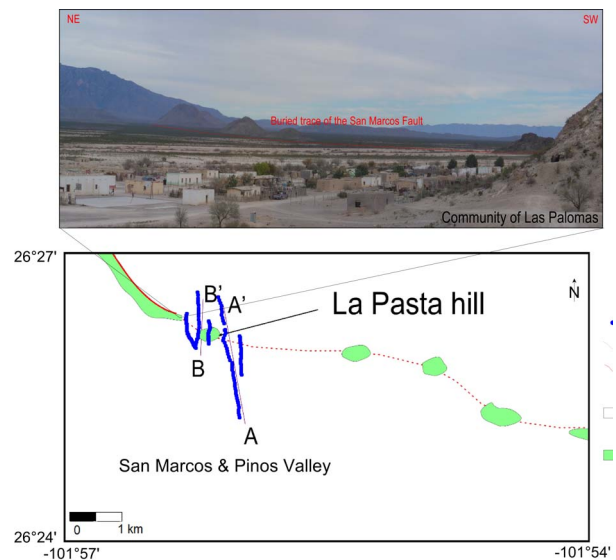 NE
SW
Buried trace of the San Marcos Fault
Community of Las Palomas
26°27'
N
B'
A'
La Pasta hill
B
A
San Marcos & Pinos Valley
0 1 km
26°24'
-101°57'
-101°54'